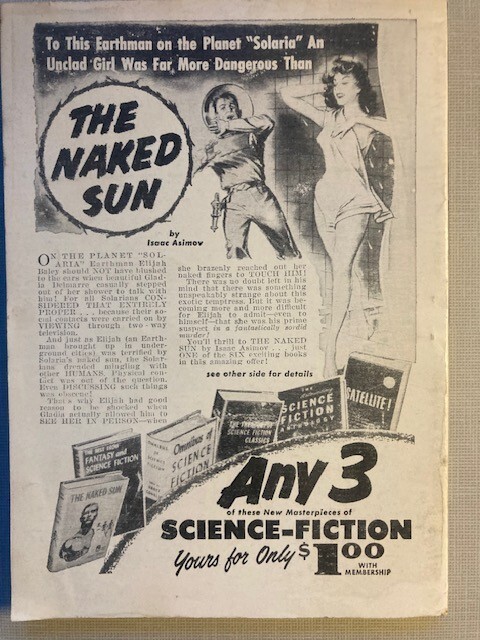 To This Earthman on the Planet "Solaria" An
Unclad Girl Was Far More Dangerous Than
THE
NAKED
SUN
by
Isaac Asimov
ON THE PLANET "SOL-
ARIA" Earthman Elijah
Baley should NOT have blushed
to the ears when beautiful Glad-
ia Delmarre casually stepped
out of her shower to talk with
him! For all Solarians CON-
SIDERED THAT ENTIRELY
PROPER . . . because their so-
cial contacts were carried on by
VIEWING through two-way
television.
And just as Elijah (an Earth-
man brought up in under-
ground cities) was terrified by
Solaria's naked sun, the Solar-
ians dreaded mingling with
other HUMANS. Physical con-
tact was out of the question.
Even DISCUSSING such things
was obscene!
That's why Elijah had good
reason to be shocked when
Gladia actually allowed him to
SEE HER IN PERSON—when
she brazenly reached out her
naked fingers to TOUCH HIM!
There was no doubt left in his
mind that there was something
unspeakably strange about this
exotic temptress. But it was be-
coming more and more difficult
for Elijah to admit—even to
himself—that she was his prime
suspect in a fantastically sordid
murder!
You'll thrill to THE NAKED
SUN by Isaac Asimov — just
ONE of the SIX exciting books
in this amazing offer!
see other side for details
THE NAKED SUN
THE BEST FROM
FANTASY and
SCIENCE FICTION
Omnibus of
SCIENCE
FICTION
THE TREASURY OF
SCIENCE FICTION
CLASSICS
THE
SCIENCE
FICTION
SATELLITE!
Any 3
of these New Masterpieces of
SCIENCE-FICTION
Yours for Only $1.00
WITH
MEMBERSHIP